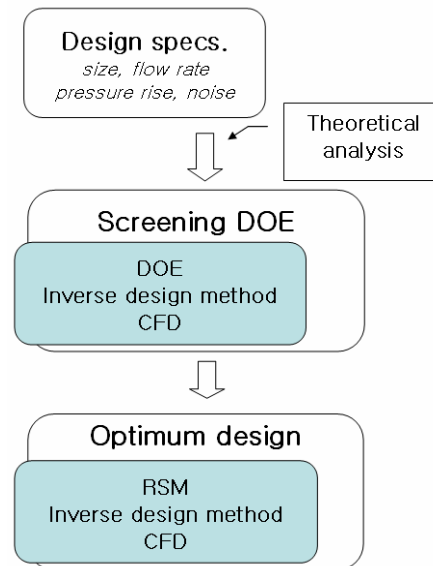 Design specs.
size, flow rate
pressure rise, noise
Theoretical
analysis
Screening DOE
DOE
Inverse design method
CFD
Optimum design
RSM
Inverse design method
CFD